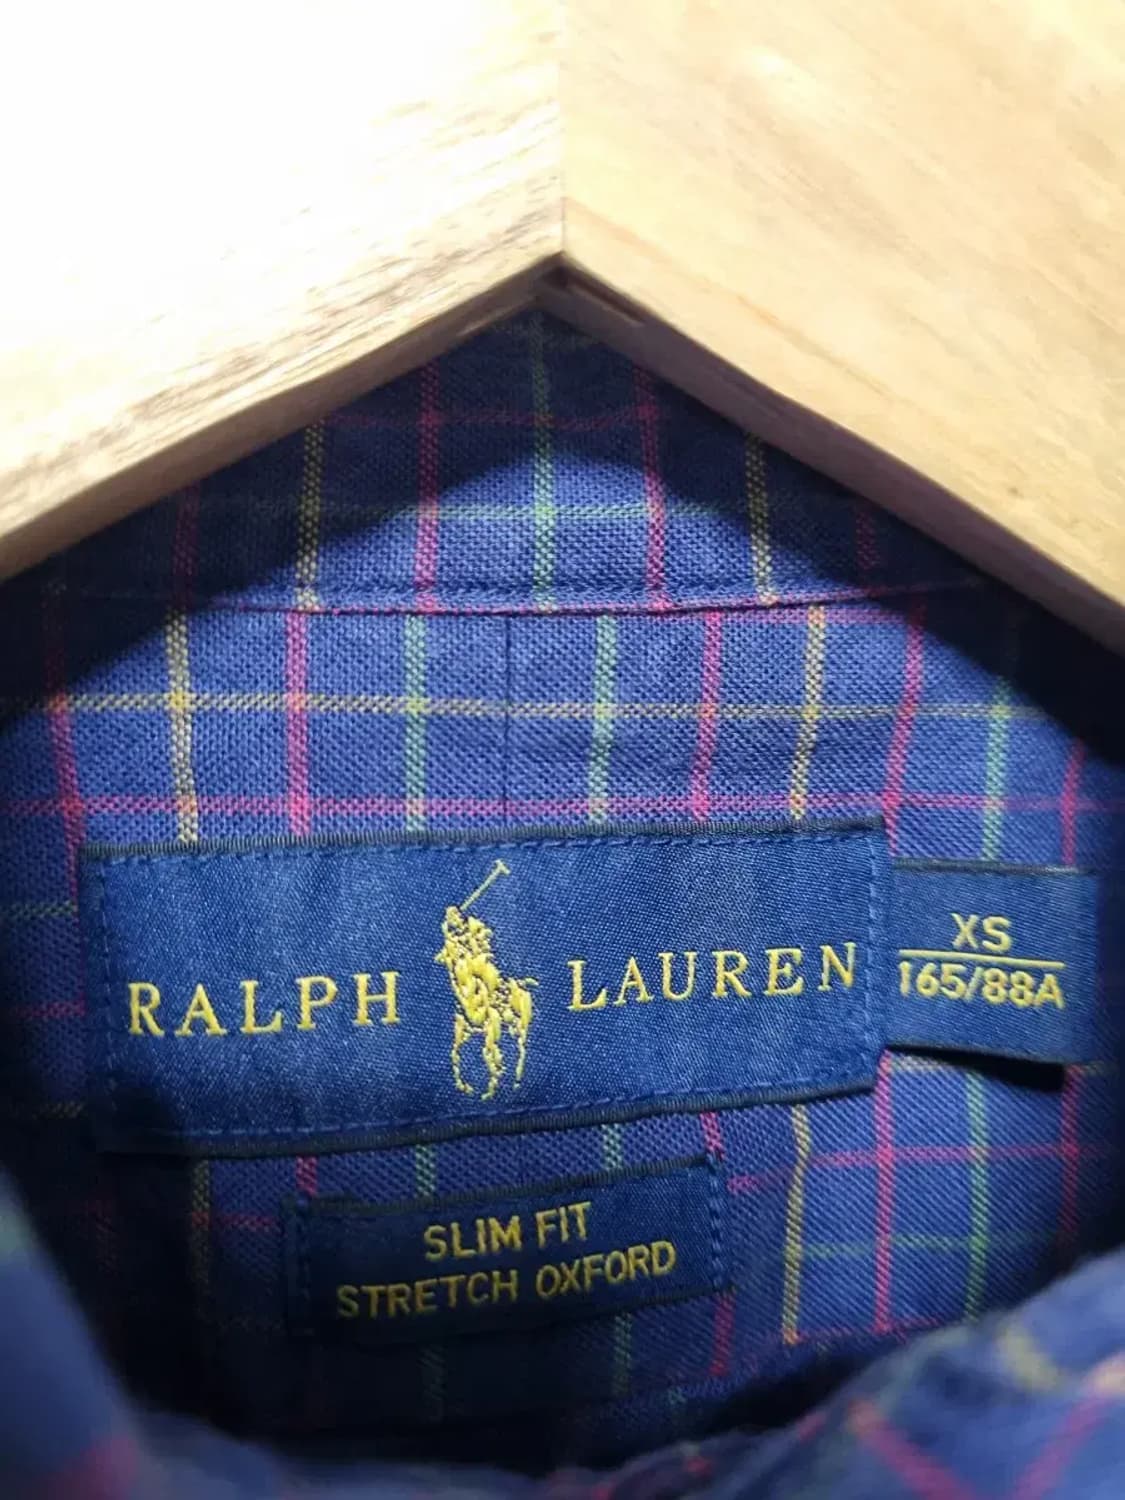 RALPH LAUREN
XS
165/88A
SLIM FIT
STRETCH OXFORD